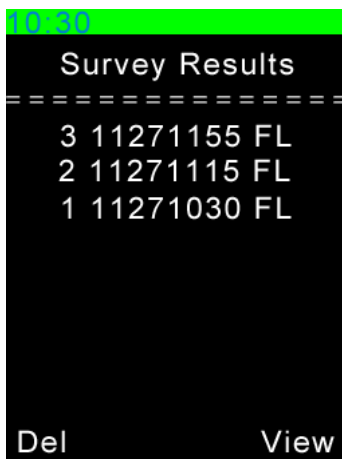 10:30
Survey Results
===============
3 11271155 FL
2 11271115 FL
1 11271030 FL
Del View